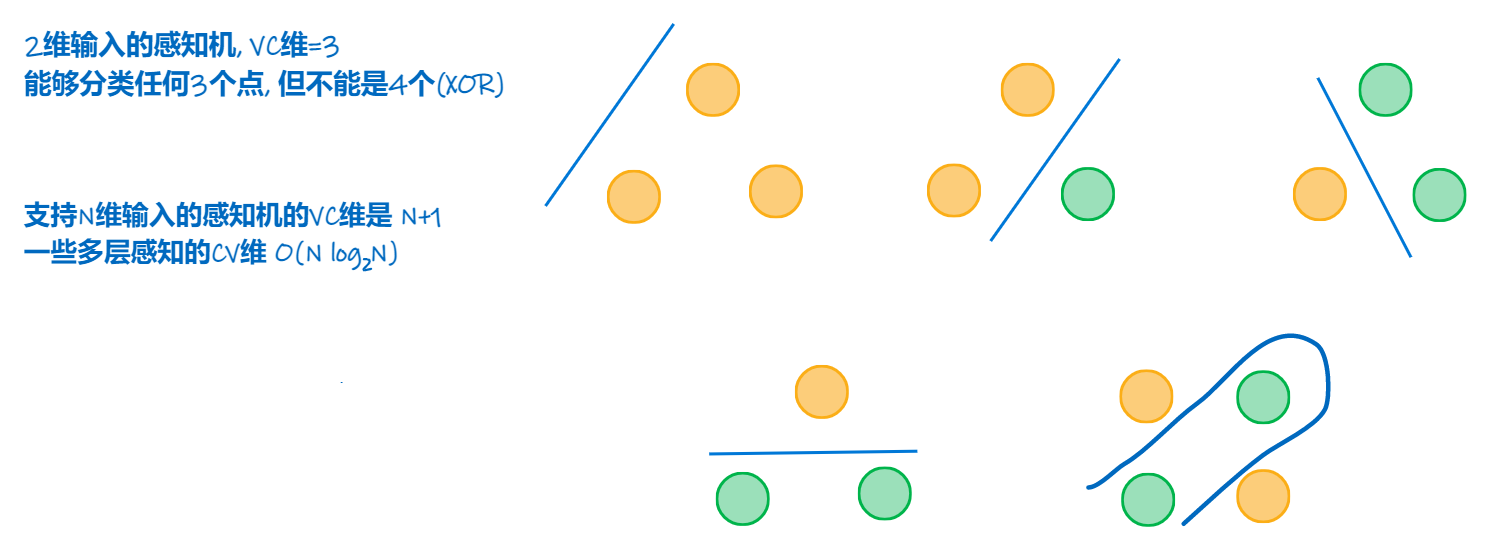 2维输入的感知机, VC维=3
能够分类任何3个点, 但不能是4个(XOR)
支持N维输入的感知机的VC维是 N+1
一些多层感知的CV维 O(N log₂N)